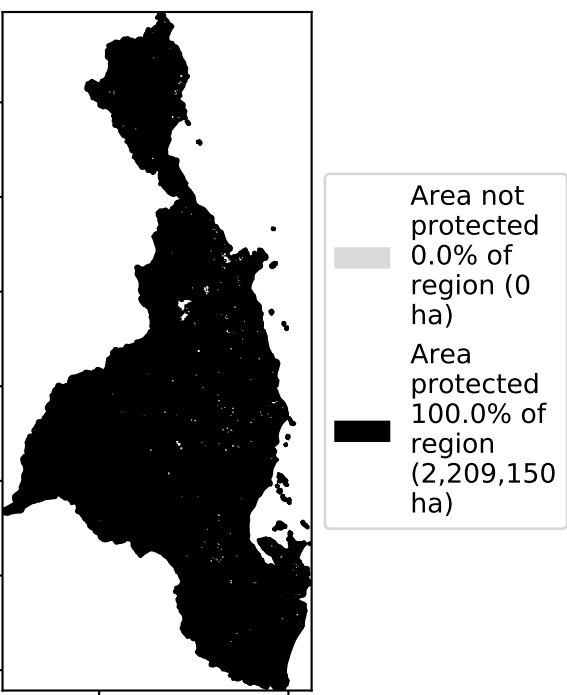 Area not
protected
0.0% of
region (0
ha)
Area
protected
100.0% of
region
(2,209,150
ha)